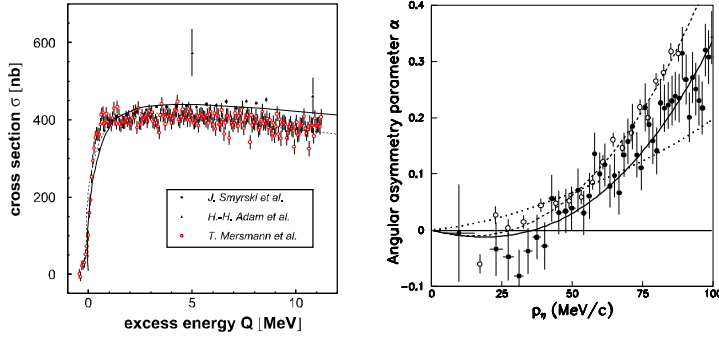 cross section σ [nb]
600
400
200
0
J. Smyrski et al.
H.-H. Adam et al.
T. Mersmann et al.
0
5
10
excess energy Q [MeV]
Angular asymmetry parameter α
0.4
0.3
0.2
0.1
0
-0.1
0
25
50
75
100
pη (MeV/c)